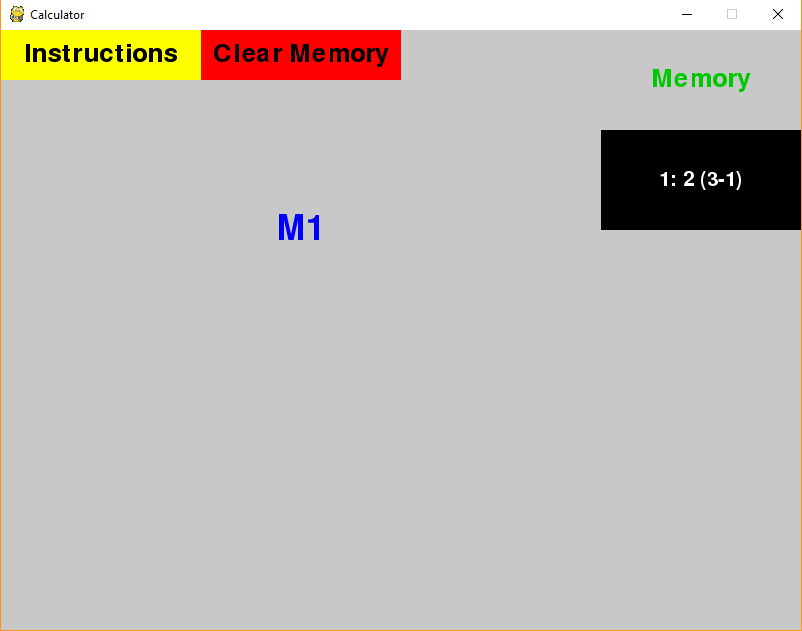 Calculator
Instructions
Clear Memory
Memory
1: 2 (3-1)
M1